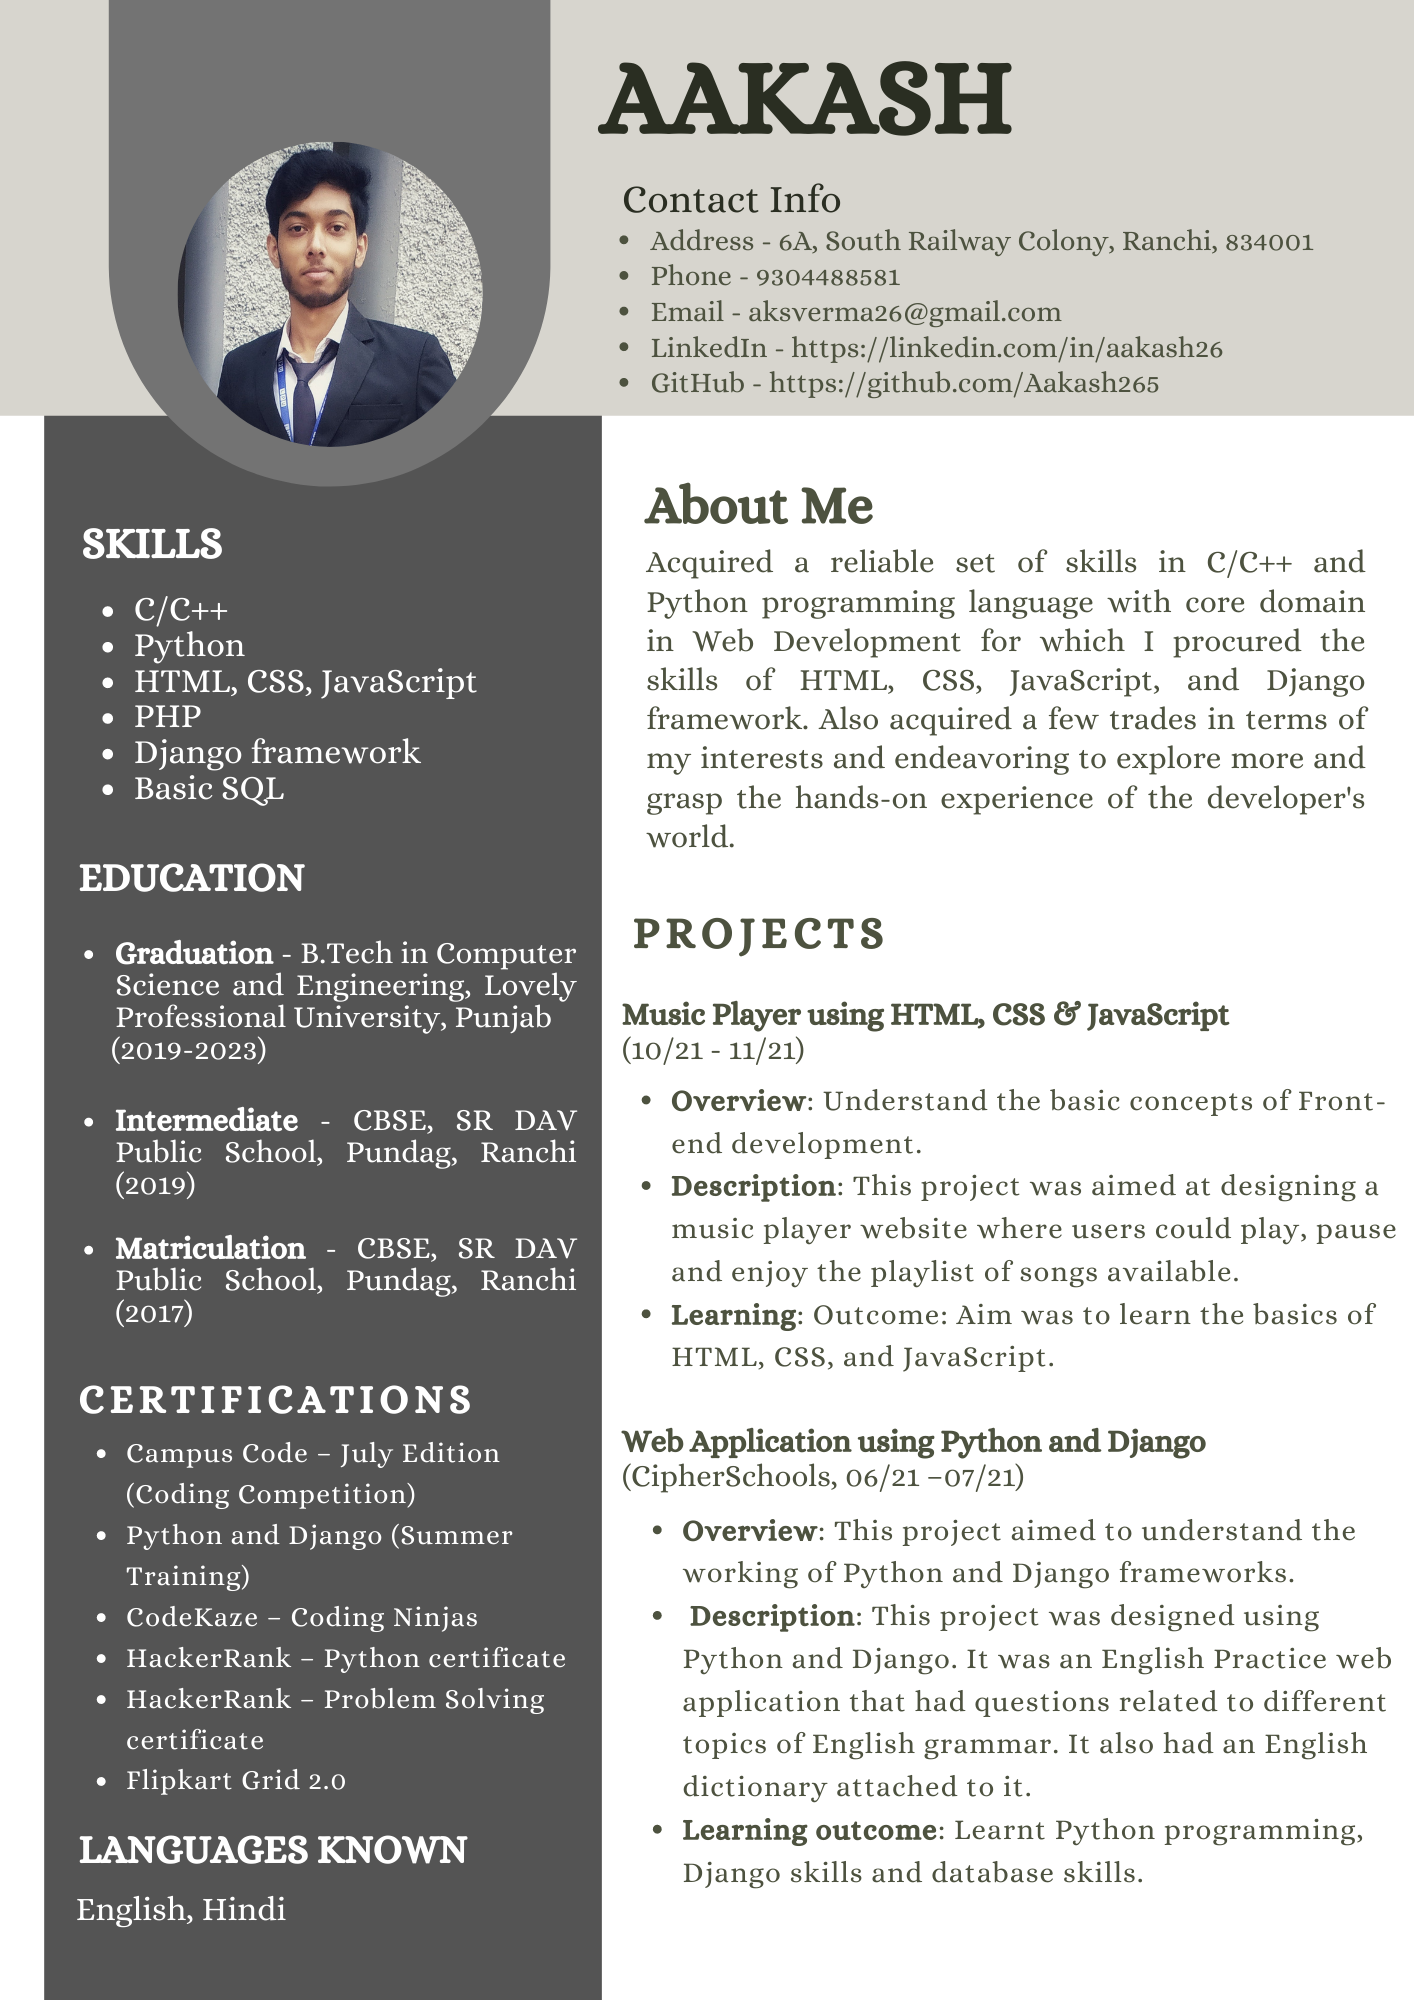 AAKASH
Contact Info
• Address - 6A, South Railway Colony, Ranchi, 834001
• Phone - 9304488581
• Email - aksverma26@gmail.com
• LinkedIn - https://linkedin.com/in/aakash26
• GitHub - https://github.com/Aakash265
SKILLS
• C/C++
• Python
• HTML, CSS, JavaScript
• PHP
• Django framework
• Basic SQL
EDUCATION
• Graduation - B.Tech in Computer
Science and Engineering, Lovely
Professional University, Punjab
(2019-2023)
• Intermediate - CBSE, SR DAV
Public School, Pundag, Ranchi
(2019)
• Matriculation - CBSE, SR DAV
Public School, Pundag, Ranchi
(2017)
CERTIFICATIONS
• Campus Code – July Edition
(Coding Competition)
• Python and Django (Summer
Training)
• CodeKaze – Coding Ninjas
• HackerRank – Python certificate
• HackerRank – Problem Solving
certificate
• Flipkart Grid 2.0
LANGUAGES KNOWN
English, Hindi
About Me
Acquired a reliable set of skills in C/C++ and
Python programming language with core domain
in Web Development for which I procured the
skills of HTML, CSS, JavaScript, and Django
framework. Also acquired a few trades in terms of
my interests and endeavoring to explore more and
grasp the hands-on experience of the developer's
world.
PROJECTS
Music Player using HTML, CSS & JavaScript
(10/21 - 11/21)
• Overview: Understand the basic concepts of Front-
end development.
• Description: This project was aimed at designing a
music player website where users could play, pause
and enjoy the playlist of songs available.
• Learning: Outcome: Aim was to learn the basics of
HTML, CSS, and JavaScript.
Web Application using Python and Django
(CipherSchools, 06/21 –07/21)
• Overview: This project aimed to understand the
working of Python and Django frameworks.
• Description: This project was designed using
Python and Django. It was an English Practice web
application that had questions related to different
topics of English grammar. It also had an English
dictionary attached to it.
• Learning outcome: Learnt Python programming,
Django skills and database skills.